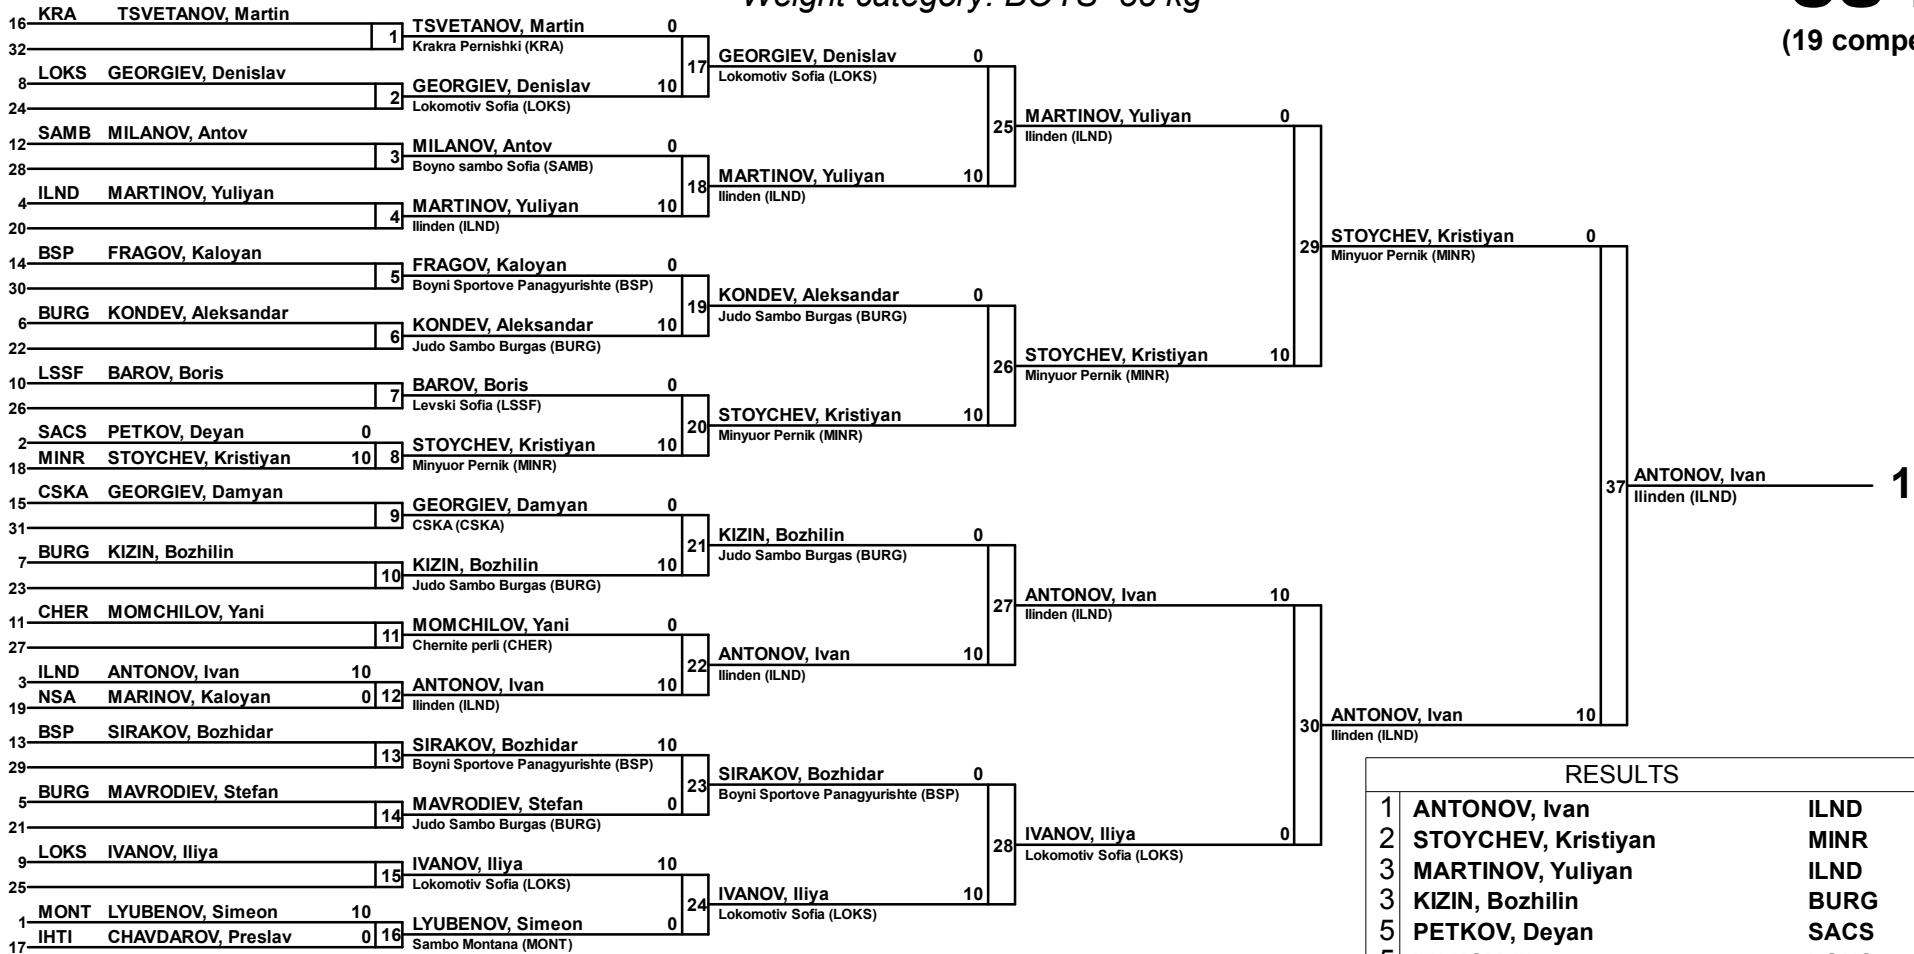 Weight category: BOYS
(19
16 KRA TSVETANOV, Martin
32
1
TSVETANOV, Martin 0
Krakra Pernishki (KRA)
8 LOKS GEORGIEV, Denislav
24
2
GEORGIEV, Denislav 10
Lokomotiv Sofia (LOKS)
17
GEORGIEV, Denislav 0
Lokomotiv Sofia (LOKS)
12 SAMB MILANOV, Antov
28
3
MILANOV, Antov 0
Boyno sambo Sofia (SAMB)
4 ILND MARTINOV, Yuliyan
20
4
MARTINOV, Yuliyan 10
Ilinden (ILND)
18
MARTINOV, Yuliyan 10
Ilinden (ILND)
25
MARTINOV, Yuliyan 0
Ilinden (ILND)
14 BSP FRAGOV, Kaloyan
30
5
FRAGOV, Kaloyan 0
Boyni Sportove Panagyurishte (BSP)
6 BURG KONDEV, Aleksandar
22
6
KONDEV, Aleksandar 10
Judo Sambo Burgas (BURG)
19
KONDEV, Aleksandar 0
Judo Sambo Burgas (BURG)
10 LSSF BAROV, Boris
26
7
BAROV, Boris 0
Levski Sofia (LSSF)
2 SACS PETKOV, Deyan 0
18 MINR STOYCHEV, Kristiyan 10
8
STOYCHEV, Kristiyan 10
Minyuor Pernik (MINR)
20
STOYCHEV, Kristiyan 10
Minyuor Pernik (MINR)
26
STOYCHEV, Kristiyan 10
Minyuor Pernik (MINR)
29
STOYCHEV, Kristiyan 0
Minyuor Pernik (MINR)
15 CSKA GEORGIEV, Damyan
31
9
GEORGIEV, Damyan 0
CSKA (CSKA)
7 BURG KIZIN, Bozhilin
23
10
KIZIN, Bozhilin 10
Judo Sambo Burgas (BURG)
21
KIZIN, Bozhilin 0
Judo Sambo Burgas (BURG)
11 CHER MOMCHILOV, Yani
27
11
MOMCHILOV, Yani 0
Chernite perli (CHER)
3 ILND ANTONOV, Ivan 10
19 NSA MARINOV, Kaloyan 0
12
ANTONOV, Ivan 10
Ilinden (ILND)
22
ANTONOV, Ivan 10
Ilinden (ILND)
27
ANTONOV, Ivan 10
Ilinden (ILND)
13 BSP SIRAKOV, Bozhidar
29
13
SIRAKOV, Bozhidar 10
Boyni Sportove Panagyurishte (BSP)
5 BURG MAVRODIEV, Stefan
21
14
MAVRODIEV, Stefan 0
Judo Sambo Burgas (BURG)
23
SIRAKOV, Bozhidar 0
Boyni Sportove Panagyurishte (BSP)
9 LOKS IVANOV, Iliya
25
15
IVANOV, Iliya 10
Lokomotiv Sofia (LOKS)
1 MONT LYUBENOV, Simeon 10
17 IHTI CHAVDAROV, Preslav 0
16
LYUBENOV, Simeon 0
Sambo Montana (MONT)
24
IVANOV, Iliya 10
Lokomotiv Sofia (LOKS)
28
IVANOV, Iliya 0
Lokomotiv Sofia (LOKS)
30
ANTONOV, Ivan 10
Ilinden (ILND)
37
ANTONOV, Ivan
Ilinden (ILND)
1
RESULTS
1 ANTONOV, Ivan ILND
2 STOYCHEV, Kristiyan MINR
3 MARTINOV, Yuliyan ILND
3 KIZIN, Bozhilin BURG
5 PETKOV, Deyan SACS